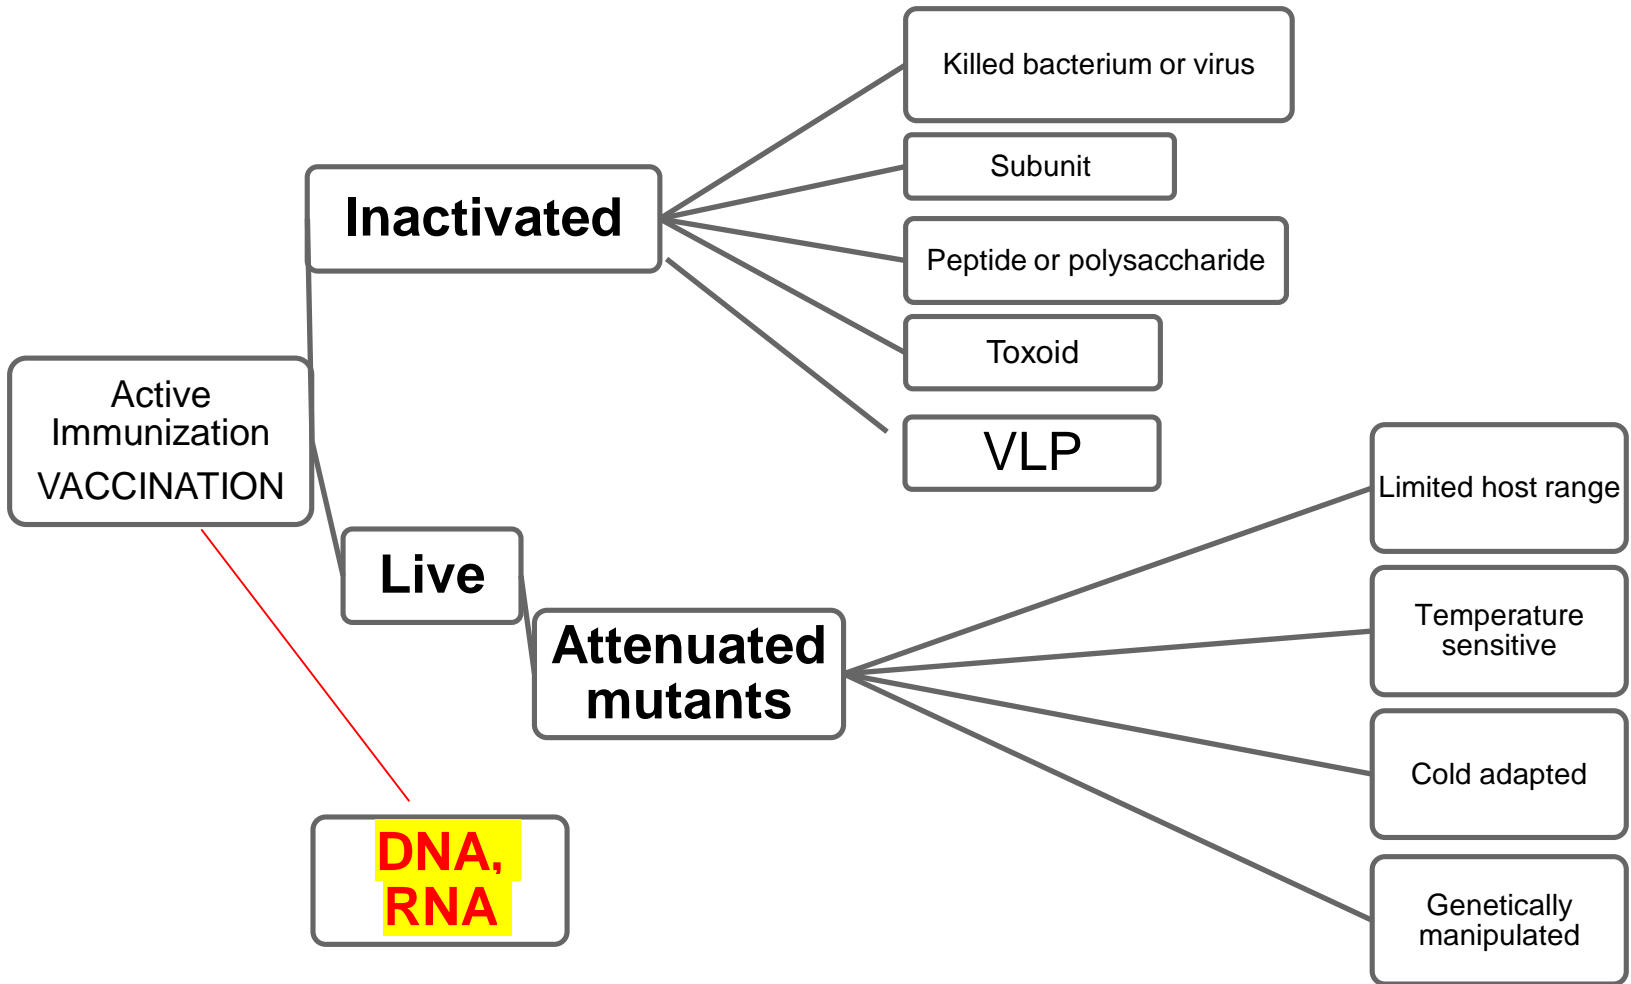 Killed bacterium or virus
Subunit
Inactivated
Peptide or polysaccharide
Toxoid
VLP
Active
Immunization
VACCINATION
Live
Attenuated
mutants
DNA,
RNA
Limited host range
Temperature
sensitive
Cold adapted
Genetically
manipulated